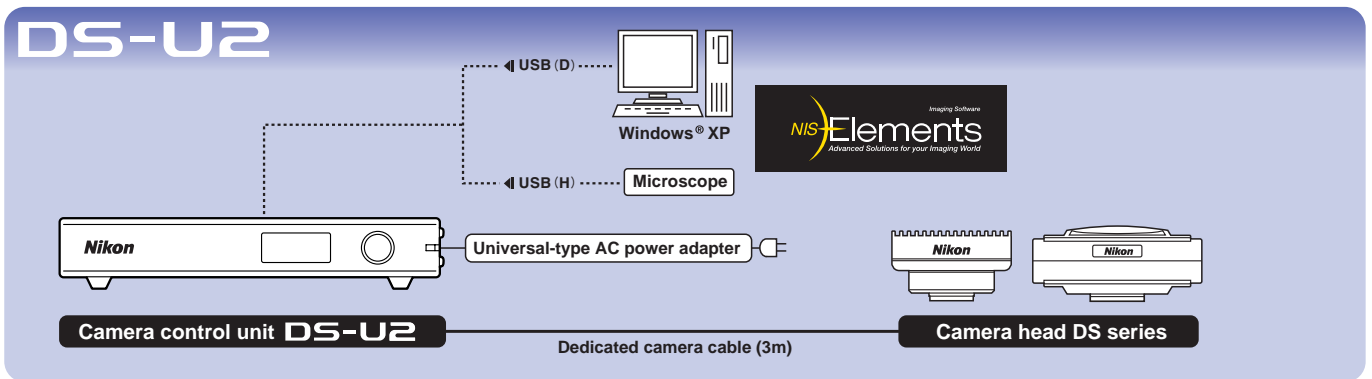 DS-U2
USB (D)
Windows® XP
Imaging Software
NIS Elements
Advanced Solutions for your Imaging World
USB (H)
Microscope
Nikon
Universal-type AC power adapter
Nikon
Nikon
Camera control unit DS-U2
Dedicated camera cable (3m)
Camera head DS series